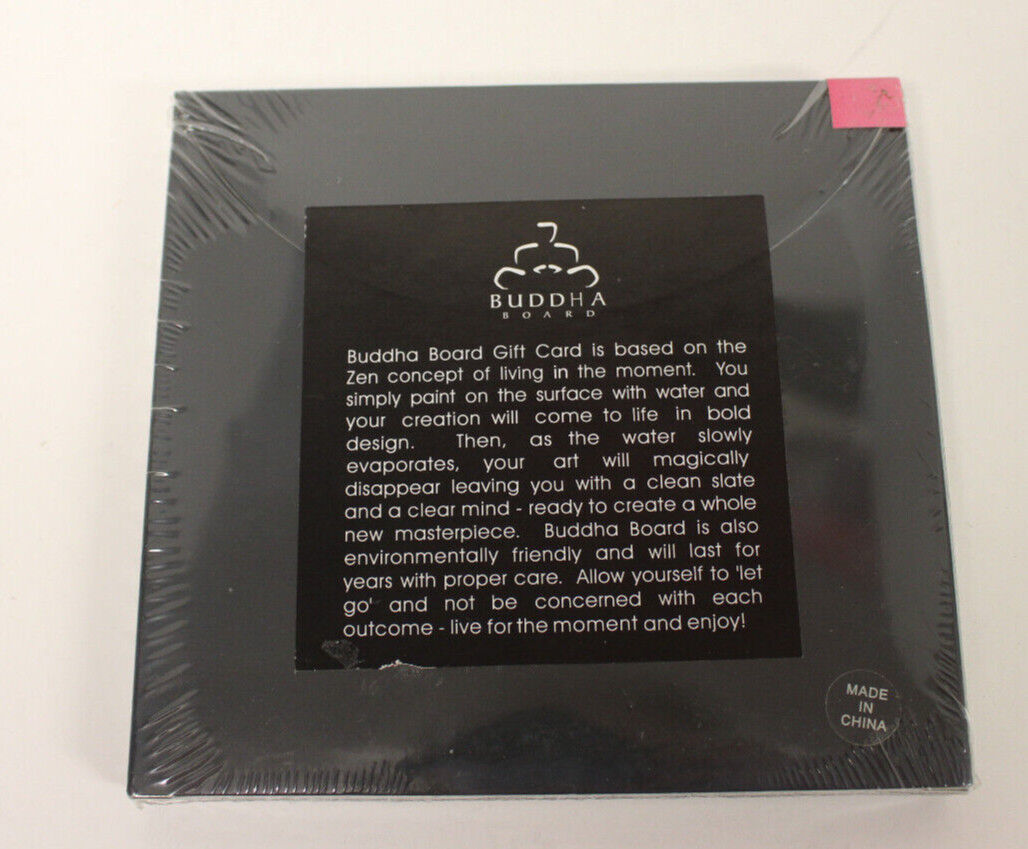 BUDDHA
BOARD
Buddha Board Gift Card is based on the
Zen concept of living in the moment. You
simply paint on the surface with water and
your creation will come to life in bold
design. Then, as the water slowly
evaporates, your art will magically
disappear leaving you with a clean slate
and a clear mind - ready to create a whole
new masterpiece. Buddha Board is also
environmentally friendly and will last for
years with proper care. Allow yourself to 'let
go' and not be concerned with each
outcome - live for the moment and enjoy!
MADE
IN
CHINA